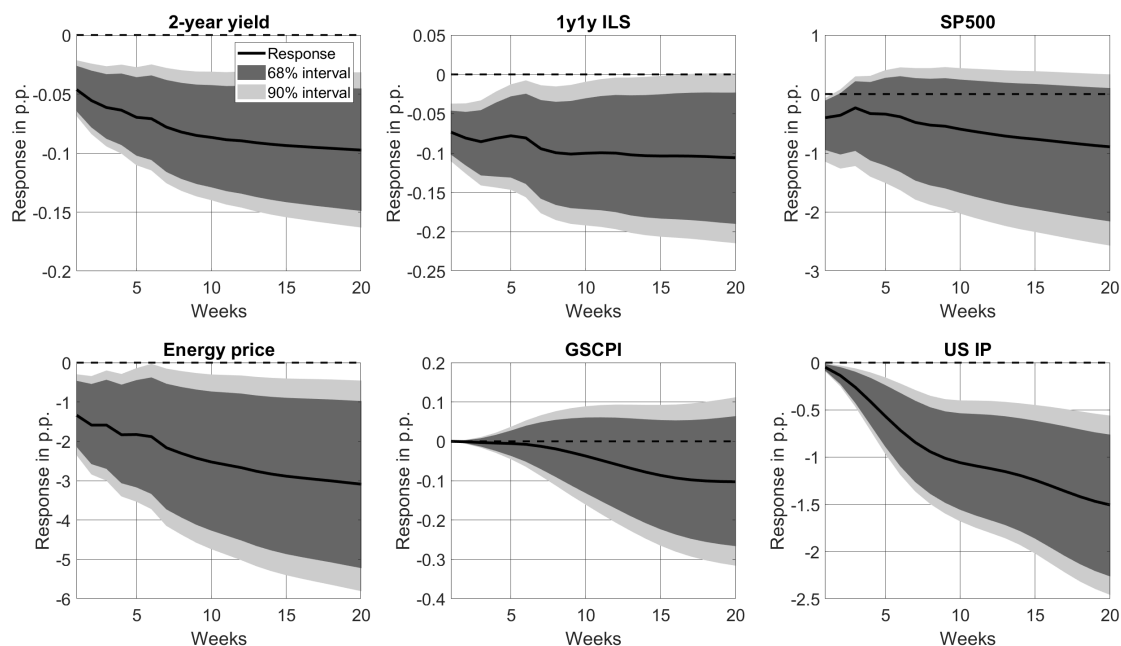 2-year yield
0
-0.05
-0.1
-0.15
-0.2
Response in p.p.
Response
68% interval
90% interval
5 10 15 20
Weeks
1y1y ILS
0.05
0
-0.05
-0.1
-0.15
-0.2
-0.25
Response in p.p.
5 10 15 20
Weeks
SP500
1
0
-1
-2
-3
Response in p.p.
5 10 15 20
Weeks
Energy price
0
-1
-2
-3
-4
-5
-6
Response in p.p.
5 10 15 20
Weeks
GSCPI
0.2
0.1
0
-0.1
-0.2
-0.3
-0.4
Response in p.p.
5 10 15 20
Weeks
US IP
0
-0.5
-1
-1.5
-2
-2.5
Response in p.p.
5 10 15 20
Weeks